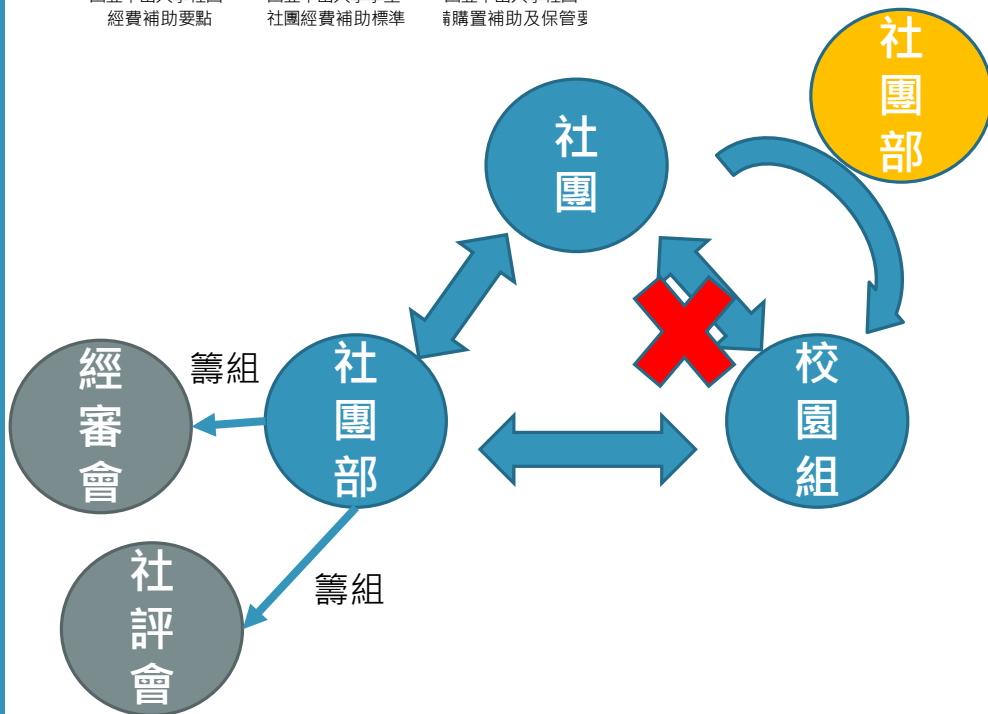 經費補助要點
社團經費補助標準
購置補助及保管
社團部
社團
經審會
籌組
社團部
校園組
社評會
籌組